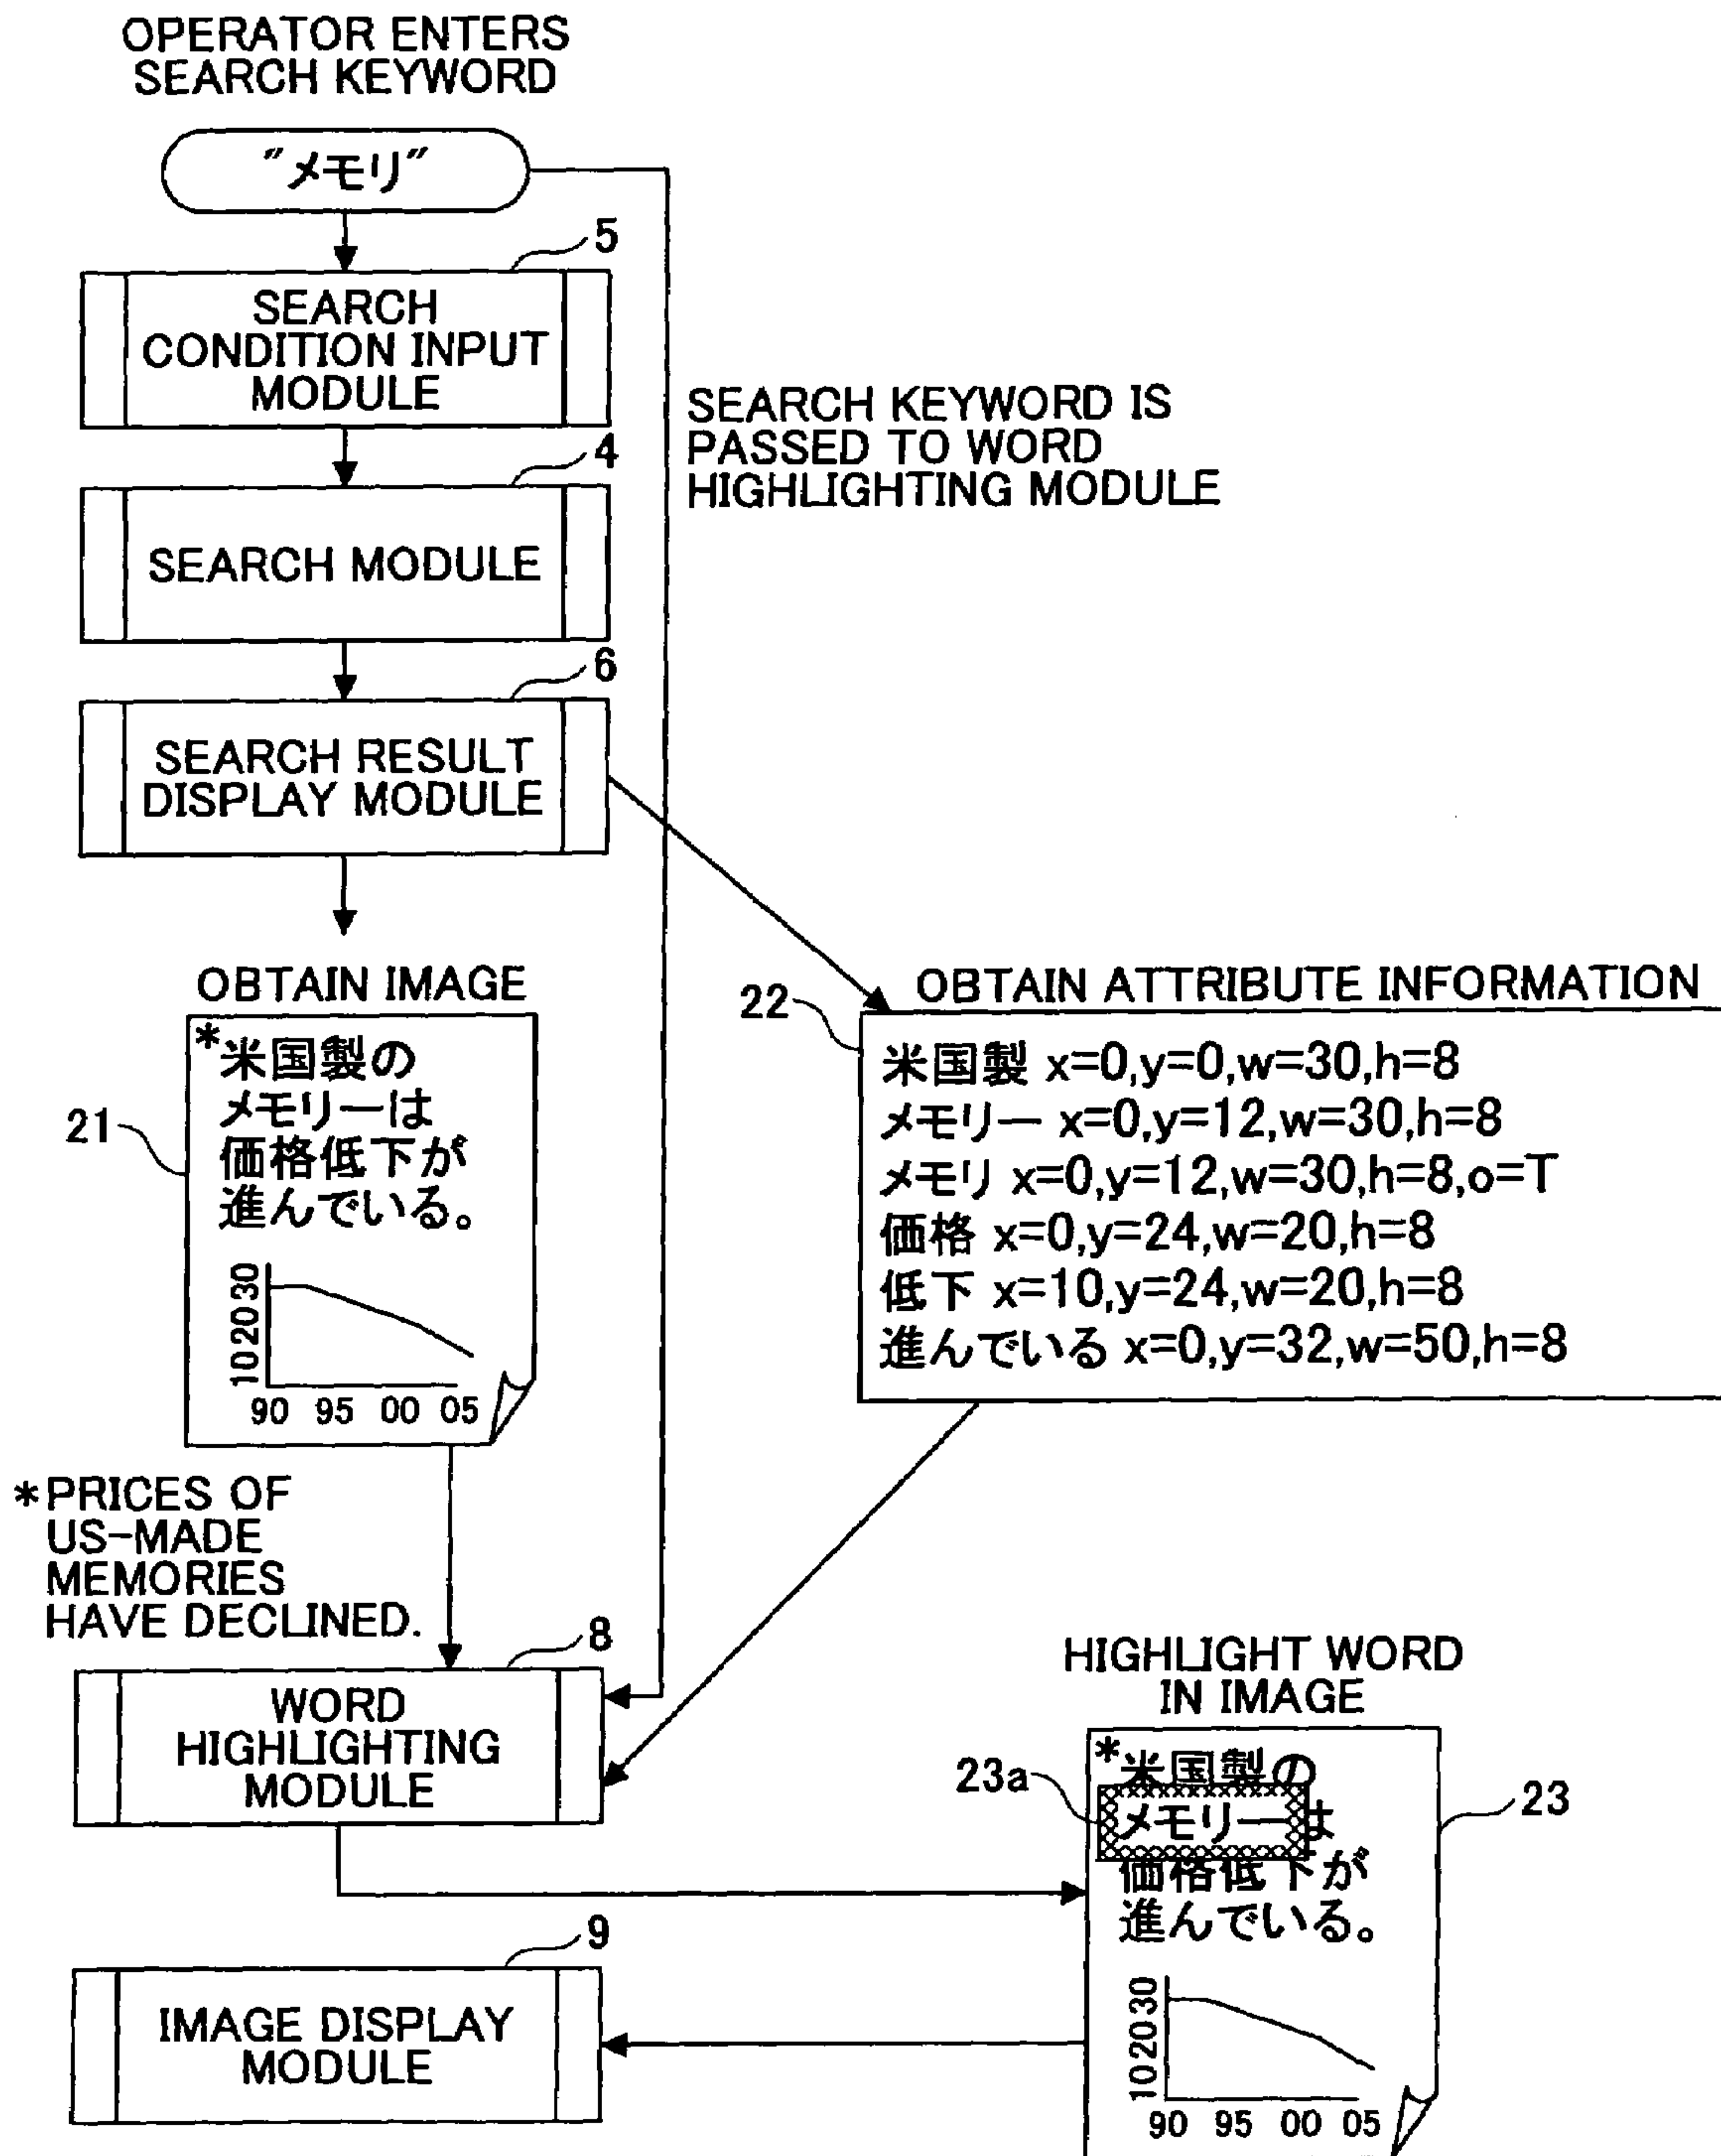 OPERATOR ENTERS
SEARCH KEYWORD
"メモリ"
5
SEARCH
CONDITION INPUT
MODULE
SEARCH KEYWORD IS
PASSED TO WORD
HIGHLIGHTING MODULE
4
SEARCH MODULE
6
SEARCH RESULT
DISPLAY MODULE
OBTAIN IMAGE
21
*米国製の
メモリーは
価格低下が
進んでいる。
10 20 30
90 95 00 05
22
OBTAIN ATTRIBUTE INFORMATION
米国製 x=0,y=0,w=30,h=8
メモリー x=0,y=12,w=30,h=8
メモリ x=0,y=12,w=30,h=8,o=T
価格 x=0,y=24,w=20,h=8
低下 x=10,y=24,w=20,h=8
進んでいる x=0,y=32,w=50,h=8
*PRICES OF
US-MADE
MEMORIES
HAVE DECLINED.
8
WORD
HIGHLIGHTING
MODULE
HIGHLIGHT WORD
IN IMAGE
23a
23
*米国製の
メモリーは
価格低下が
進んでいる。
10 20 30
90 95 00 05
9
IMAGE DISPLAY
MODULE